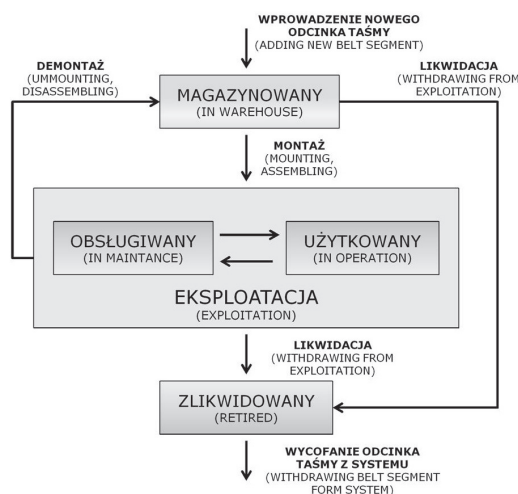 WPROWADZENIE NOWEGO
ODCINKA TAŚMY
(ADDING NEW BELT SEGMENT)
DEMONTAŻ
(UMMOUNTING,
DISASSEMBLING)
LIKWIDACJA
(WITHDRAWING FROM
EXPLOITATION)
MAGAZYNOWANY
(IN WAREHOUSE)
MONTAŻ
(MOUNTING,
ASSEMBLING)
OBSŁUGIWANY
(IN MAINTANCE)
UŻYTKOWANY
(IN OPERATION)
EKSPLOATACJA
(EXPLOITATION)
LIKWIDACJA
(WITHDRAWING FROM
EXPLOITATION)
ZLIKWIDOWANY
(RETIRED)
WYCOFANIE ODCINKA
TAŚMY Z SYSTEMU
(WITHDRAWING BELT SEGMENT
FORM SYSTEM)